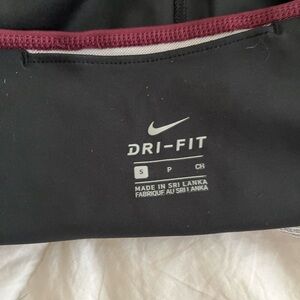 DRI-FIT
S P CH
MADE IN SRI LANKA
FABRIQUÉ AU SRI LANKA